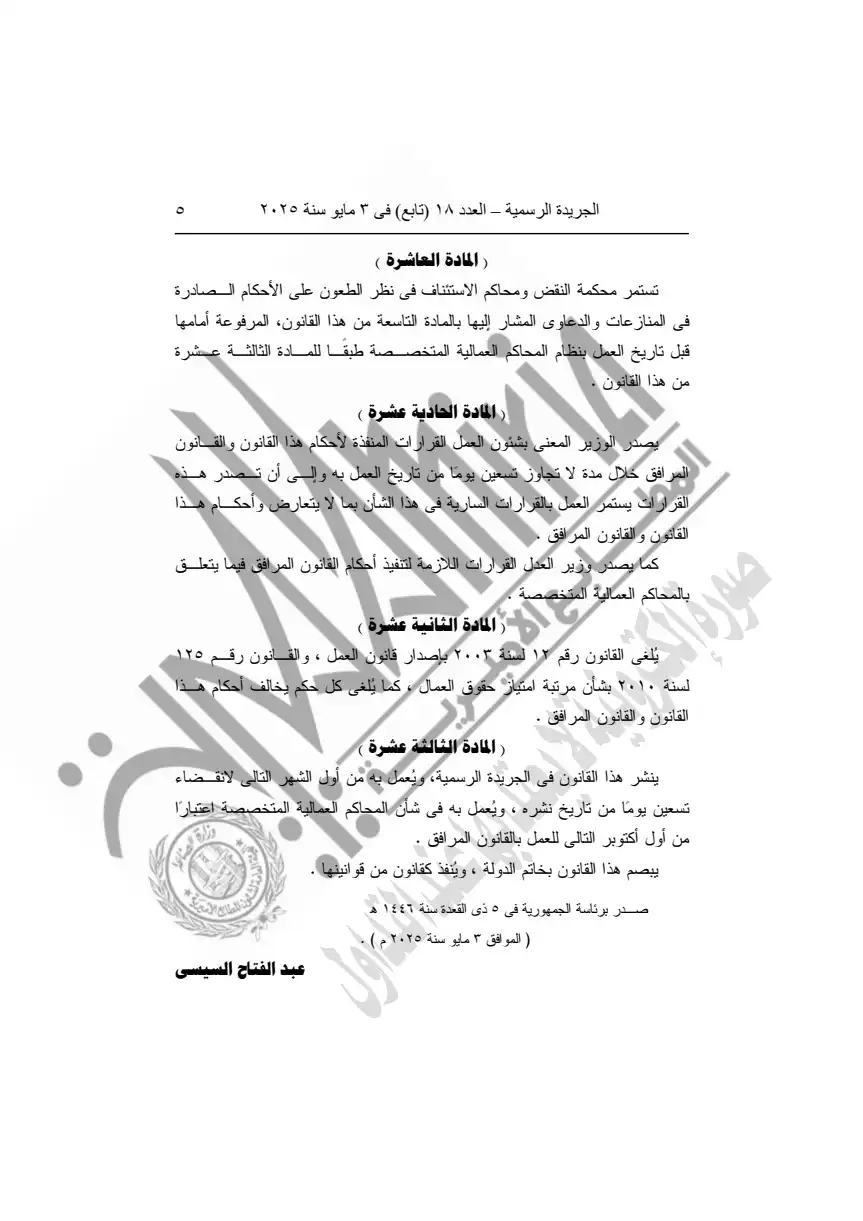 الجريدة الرسمية – العدد ١٨ (تابع) فى ٣ مايو سنة ٢٠٢٥ ٥
( المادة العاشرة )
تستمر محكمة النقض ومحاكم الاستئناف فى نظر الطعون على الأحكام الصادرة
فى المنازعات والدعاوى المشار إليها بالمادة التاسعة من هذا القانون، المرفوعة أمامها
قبل تاريخ العمل بنظام المحاكم العمالية المتخصصة طبقًا للمادة الثالثة عشرة
من هذا القانون .
( المادة الحادية عشرة )
يصدر الوزير المعنى بشئون العمل القرارات المنفذة لأحكام هذا القانون والقانون
المرافق خلال مدة لا تجاوز تسعين يومًا من تاريخ العمل به وإلى أن تصدر هذه
القرارات يستمر العمل بالقرارات السارية فى هذا الشأن بما لا يتعارض وأحكام هذا
القانون والقانون المرافق .
كما يصدر وزير العدل القرارات اللازمة لتنفيذ أحكام القانون المرافق فيما يتعلق
بالمحاكم العمالية المتخصصة .
( المادة الثانية عشرة )
يُلغى القانون رقم ١٢ لسنة ٢٠٠٣ بإصدار قانون العمل ، والقانون رقم ١٢٥
لسنة ٢٠١٠ بشأن مرتبة امتياز حقوق العمال ، كما يُلغى كل حكم يخالف أحكام هذا
القانون والقانون المرافق .
( المادة الثالثة عشرة )
ينشر هذا القانون فى الجريدة الرسمية، ويُعمل به من أول الشهر التالى لانقضاء
تسعين يومًا من تاريخ نشره ، ويُعمل به فى شأن المحاكم العمالية المتخصصة اعتبارًا
من أول أكتوبر التالى للعمل بالقانون المرافق .
يبصم هذا القانون بخاتم الدولة ، ويُنفذ كقانون من قوانينها .
صدر برئاسة الجمهورية فى ٥ ذى القعدة سنة ١٤٤٦ ﻫ
( الموافق ٣ مايو سنة ٢٠٢٥ م ) .
عبد الفتاح السيسى
صورة إلكترونية لا يعتد بها عند التداول